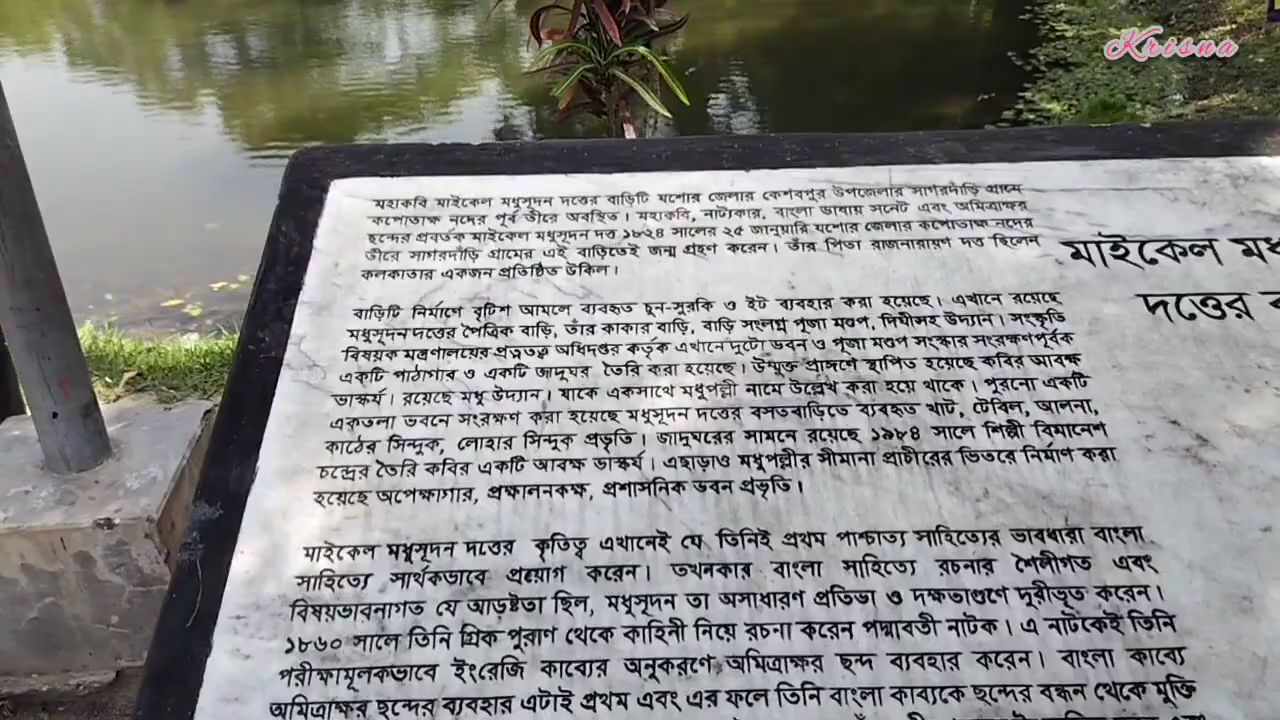 Krisna
মহাকবি মাইকেল মধুসূদন দত্তের বাড়িটি যশোর জেলার কেশবপুর উপজেলার সাগরদাঁড়ি গ্রামে
কপোতাক্ষ নদের পূর্ব তীরে অবস্থিত। মহাকবি, নাট্যকার, বাংলা ভাষায় সনেট এবং অমিত্রাক্ষর
ছন্দের প্রবর্তক মাইকেল মধুসূদন দত্ত ১৮২৪ সালের ২৫ জানুয়ারি যশোর জেলার কপোতাক্ষ নদের
তীরে সাগরদাঁড়ি গ্রামের এই বাড়িতেই জন্ম গ্রহণ করেন। তাঁর পিতা রাজনারায়ণ দত্ত ছিলেন
কলকাতার একজন প্রতিষ্ঠিত উকিল।
মাইকেল
দত্তের
বাড়িটি নির্মাণে বৃটিশ আমলে ব্যবহৃত চুন-সুরকি ও ইট ব্যবহার করা হয়েছে। এখানে রয়েছে
মধুসূদন দত্তের পৈত্রিক বাড়ি, তাঁর কাকার বাড়ি, বাড়ি সংলগ্ন পূজা মণ্ডপ, দিঘীসহ উদ্যান। সংস্কৃতি
বিষয়ক মন্ত্রণালয়ের প্রত্নতত্ত্ব অধিদপ্তর কর্তৃক এখানে দুটো ভবন ও পূজা মণ্ডপ সংস্কার সংরক্ষণপূর্বক
একটি পাঠাগার ও একটি জাদুঘর তৈরি করা হয়েছে। উম্মুক্ত প্রাঙ্গণে স্থাপিত হয়েছে কবির আবক্ষ
ভাস্কর্য। রয়েছে মধু উদ্যান। যাকে একসাথে মধুপল্লী নামে উল্লেখ করা হয়ে থাকে। পুরনো একটি
একতলা ভবনে সংরক্ষণ করা হয়েছে মধুসূদন দত্তের বসতবাড়িতে ব্যবহৃত খাট, টেবিল, আলনা,
কাঠের সিন্দুক, লোহার সিন্দুক প্রভৃতি। জাদুঘরের সামনে রয়েছে ১৯৮৪ সালে শিল্পী বিমানেশ
চন্দ্রের তৈরি কবির একটি আবক্ষ ভাস্কর্য। এছাড়াও মধুপল্লীর সীমানা প্রাচীরের ভিতরে নির্মাণ করা
হয়েছে অপেক্ষাগার, প্রক্ষালনকক্ষ, প্রশাসনিক ভবন প্রভৃতি।
মাইকেল মধুসূদন দত্তের কৃতিত্ব এখানেই যে তিনিই প্রথম পাশ্চাত্য সাহিত্যের ভাবধারা বাংলা
সাহিত্যে সার্থকভাবে প্রয়োগ করেন। তখনকার বাংলা সাহিত্যে রচনার শৈলীগত এবং
বিষয়ভাবনাগত যে আড়ষ্টতা ছিল, মধুসূদন তা অসাধারণ প্রতিভা ও দক্ষতাগুণে দূরীভূত করেন।
১৮৬০ সালে তিনি গ্রিক পুরাণ থেকে কাহিনী নিয়ে রচনা করেন পদ্মাবতী নাটক। এ নাটকেই তিনি
পরীক্ষামূলকভাবে ইংরেজি কাব্যের অনুকরণে অমিত্রাক্ষর ছন্দ ব্যবহার করেন। বাংলা কাব্যে
অমিত্রাক্ষর ছন্দের ব্যবহার এটাই প্রথম এবং এর ফলে তিনি বাংলা কাব্যকে ছন্দের বন্ধন থেকে মুক্তি